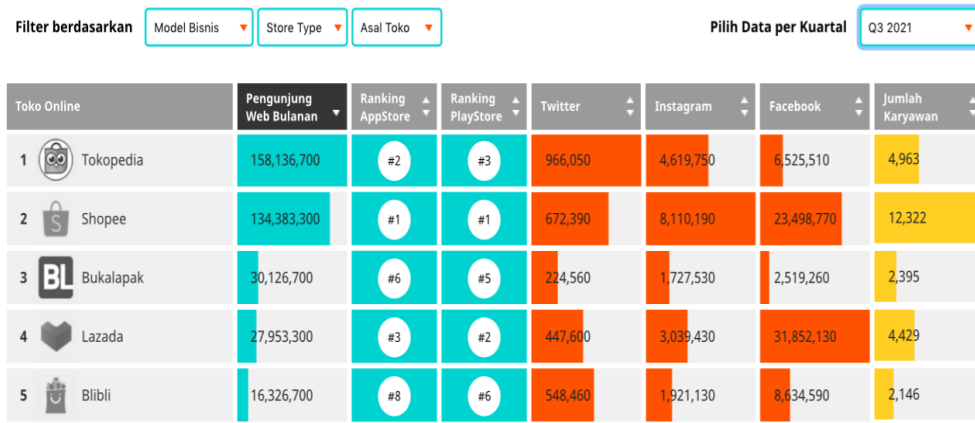 Filter berdasarkan Model Bisnis Store Type Asal Toko Pilih Data per Kuartal Q3 2021
Toko Online Pengunjung Web Bulanan Ranking AppStore Ranking PlayStore Twitter Instagram Facebook Jumlah Karyawan
1 Tokopedia 158,136,700 #2 #3 966,050 4,619,750 6,525,510 4,963
2 S Shopee 134,383,300 #1 #1 672,390 8,110,190 23,498,770 12,322
3 BL Bukalapak 30,126,700 #6 #5 224,560 1,727,530 2,519,260 2,395
4 Lazada 27,953,300 #3 #2 447,600 3,039,430 31,852,130 4,429
5 Blibli 16,326,700 #8 #6 548,460 1,921,130 8,634,590 2,146